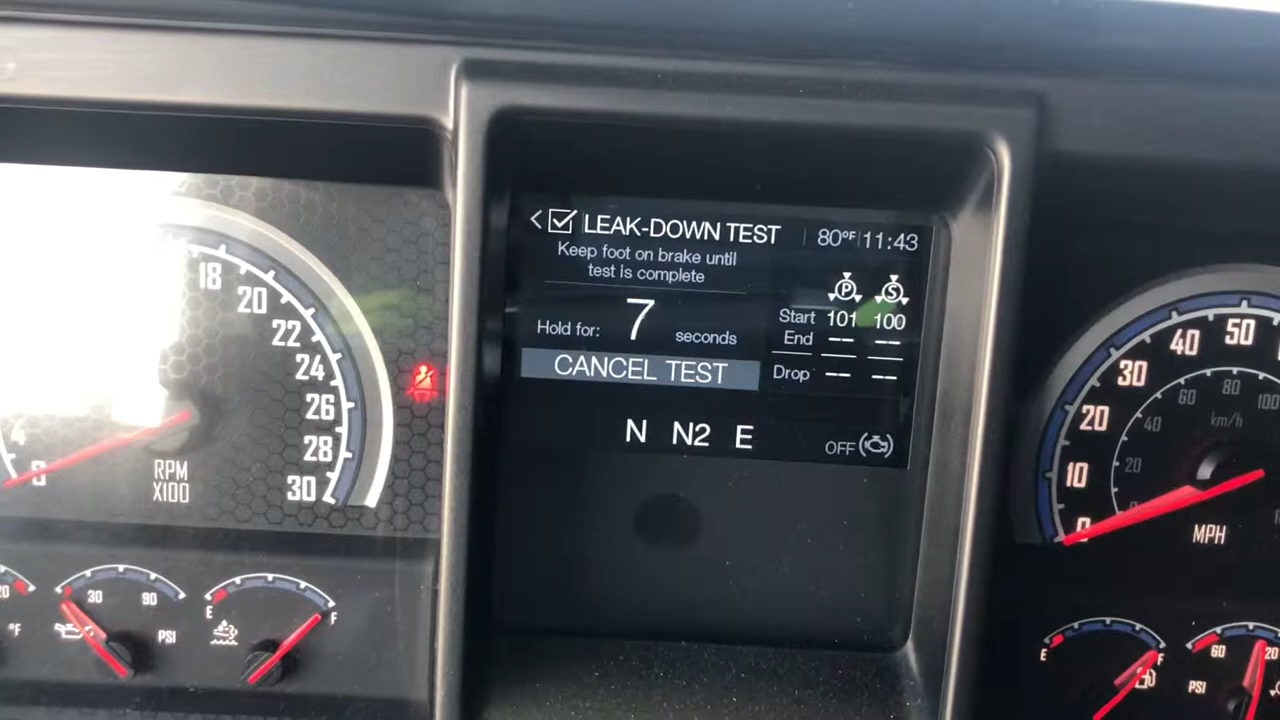 LEAK-DOWN TEST
80°F 11:43
Keep foot on brake until
test is complete
P S
Hold for: 7 seconds
Start 101 100
End -- --
CANCEL TEST
Drop -- --
N N2 E
OFF
18
20
22
24
26
28
30
4
0
RPM
X100
0
10
20
30
40
50
20
40
60
80
100
km/h
MPH
20
°F
30 90
PSI
E F
E F
60
PSI